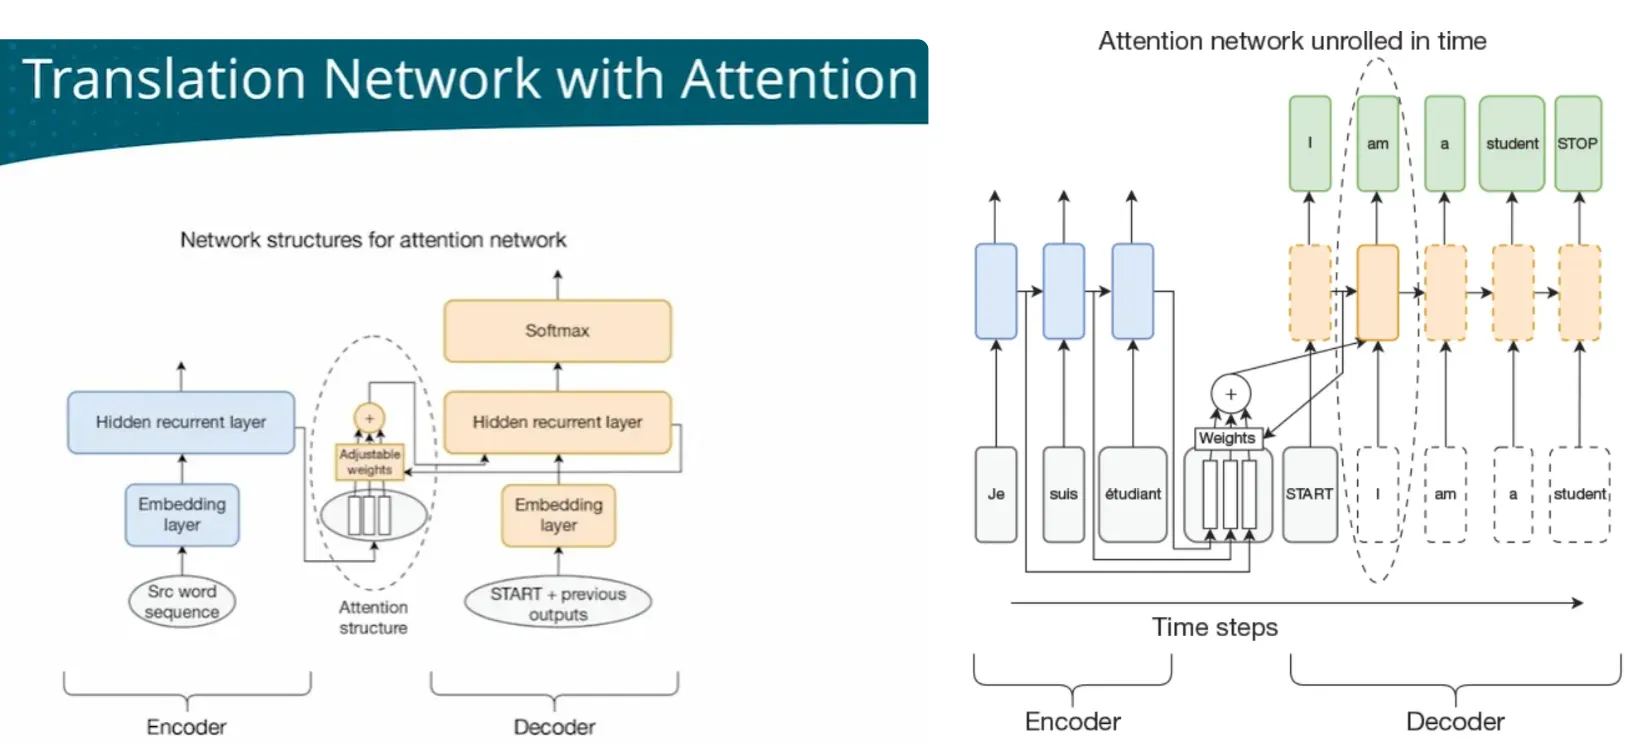 Translation Network with Attention
Network structures for attention network
Softmax
Hidden recurrent layer
Hidden recurrent layer
+
Adjustable
weights
Embedding
layer
Embedding
layer
Src word
sequence
Attention
structure
START + previous
outputs
Encoder
Decoder
Attention network unrolled in time
I
am
a
student
STOP
+
Weights
Je
suis
étudiant
START
I
am
a
student
Time steps
Encoder
Decoder